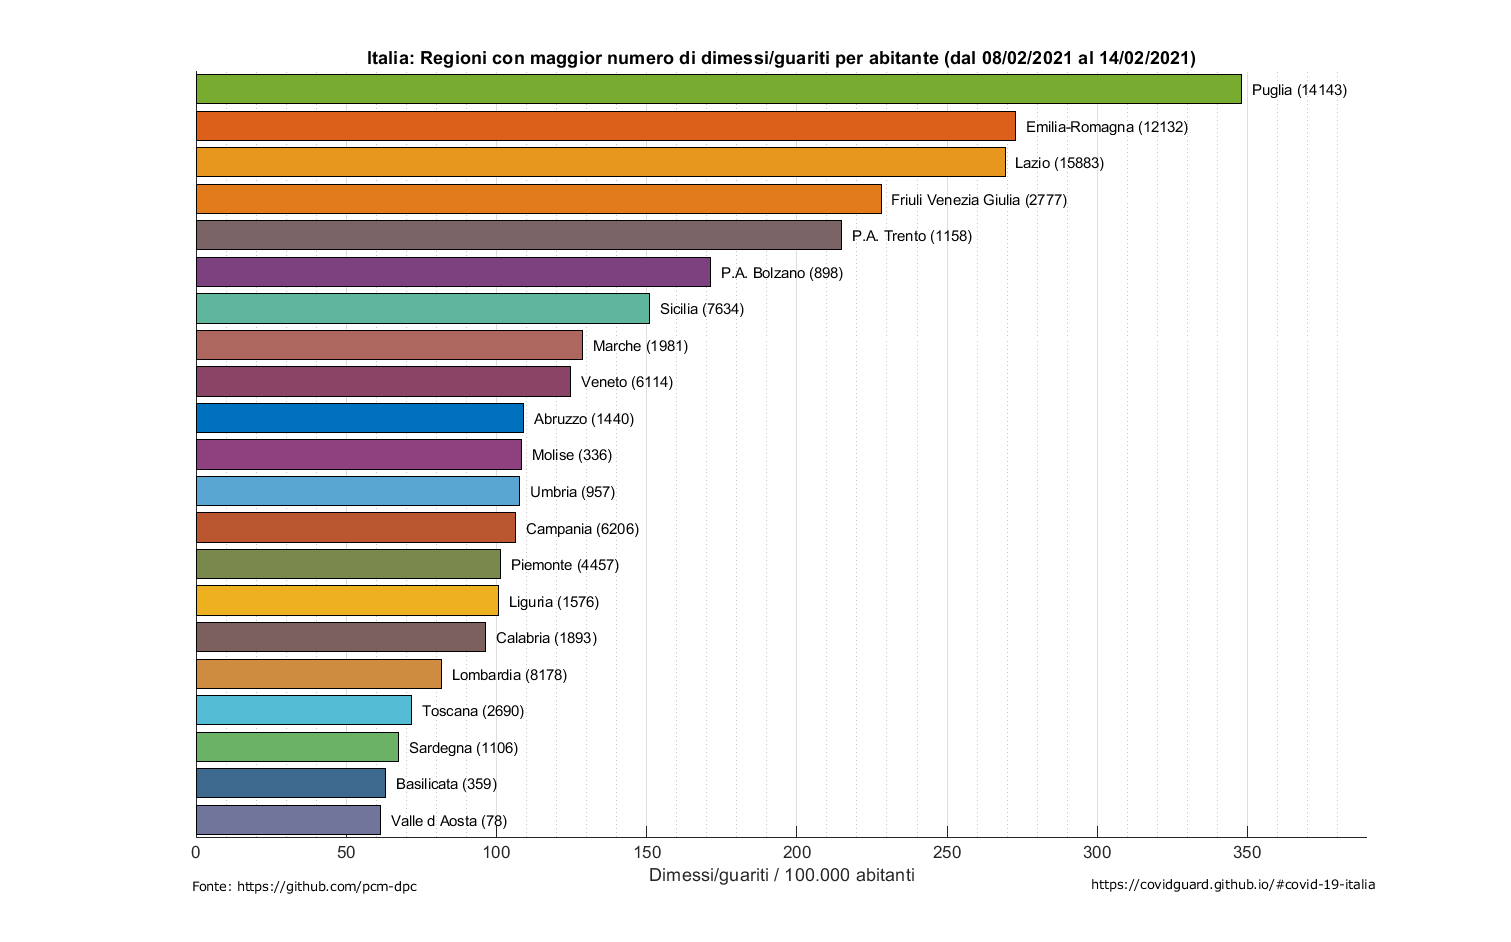 Italia: Regioni con maggior numero di dimessi/guariti per abitante (dal 08/02/2021 al 14/02/2021)
Puglia (14143)
Emilia-Romagna (12132)
Lazio (15883)
Friuli Venezia Giulia (2777)
P.A. Trento (1158)
P.A. Bolzano (898)
Sicilia (7634)
Marche (1981)
Veneto (6114)
Abruzzo (1440)
Molise (336)
Umbria (957)
Campania (6206)
Piemonte (4457)
Liguria (1576)
Calabria (1893)
Lombardia (8178)
Toscana (2690)
Sardegna (1106)
Basilicata (359)
Valle d Aosta (78)
0 50 100 150 200 250 300 350
Dimessi/guariti / 100.000 abitanti
Fonte: https://github.com/pcm-dpc
https://covidguard.github.io/#covid-19-italia